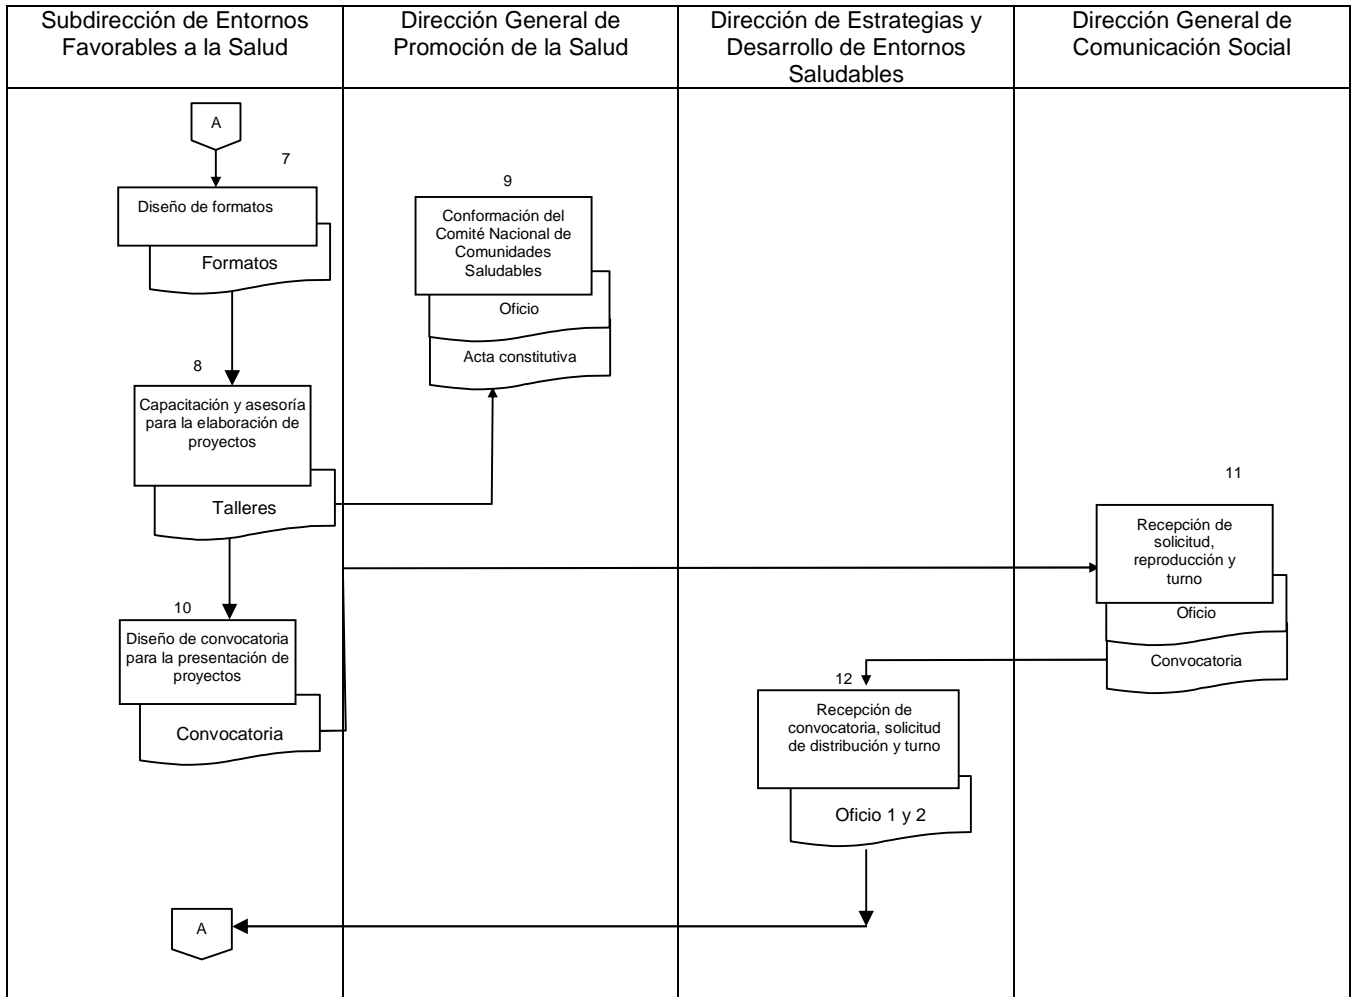 Subdirección de Entornos
Favorables a la Salud
Dirección General de
Promoción de la Salud
Dirección de Estrategias y
Desarrollo de Entornos
Saludables
Dirección General de
Comunicación Social
A
7
Diseño de formatos
Formatos
8
Capacitación y asesoría
para la elaboración de
proyectos
Talleres
9
Conformación del
Comité Nacional de
Comunidades
Saludables
Oficio
Acta constitutiva
10
Diseño de convocatoria
para la presentación de
proyectos
Convocatoria
11
Recepción de
solicitud,
reproducción y
turno
Oficio
Convocatoria
12
Recepción de
convocatoria, solicitud
de distribución y turno
Oficio 1 y 2
A